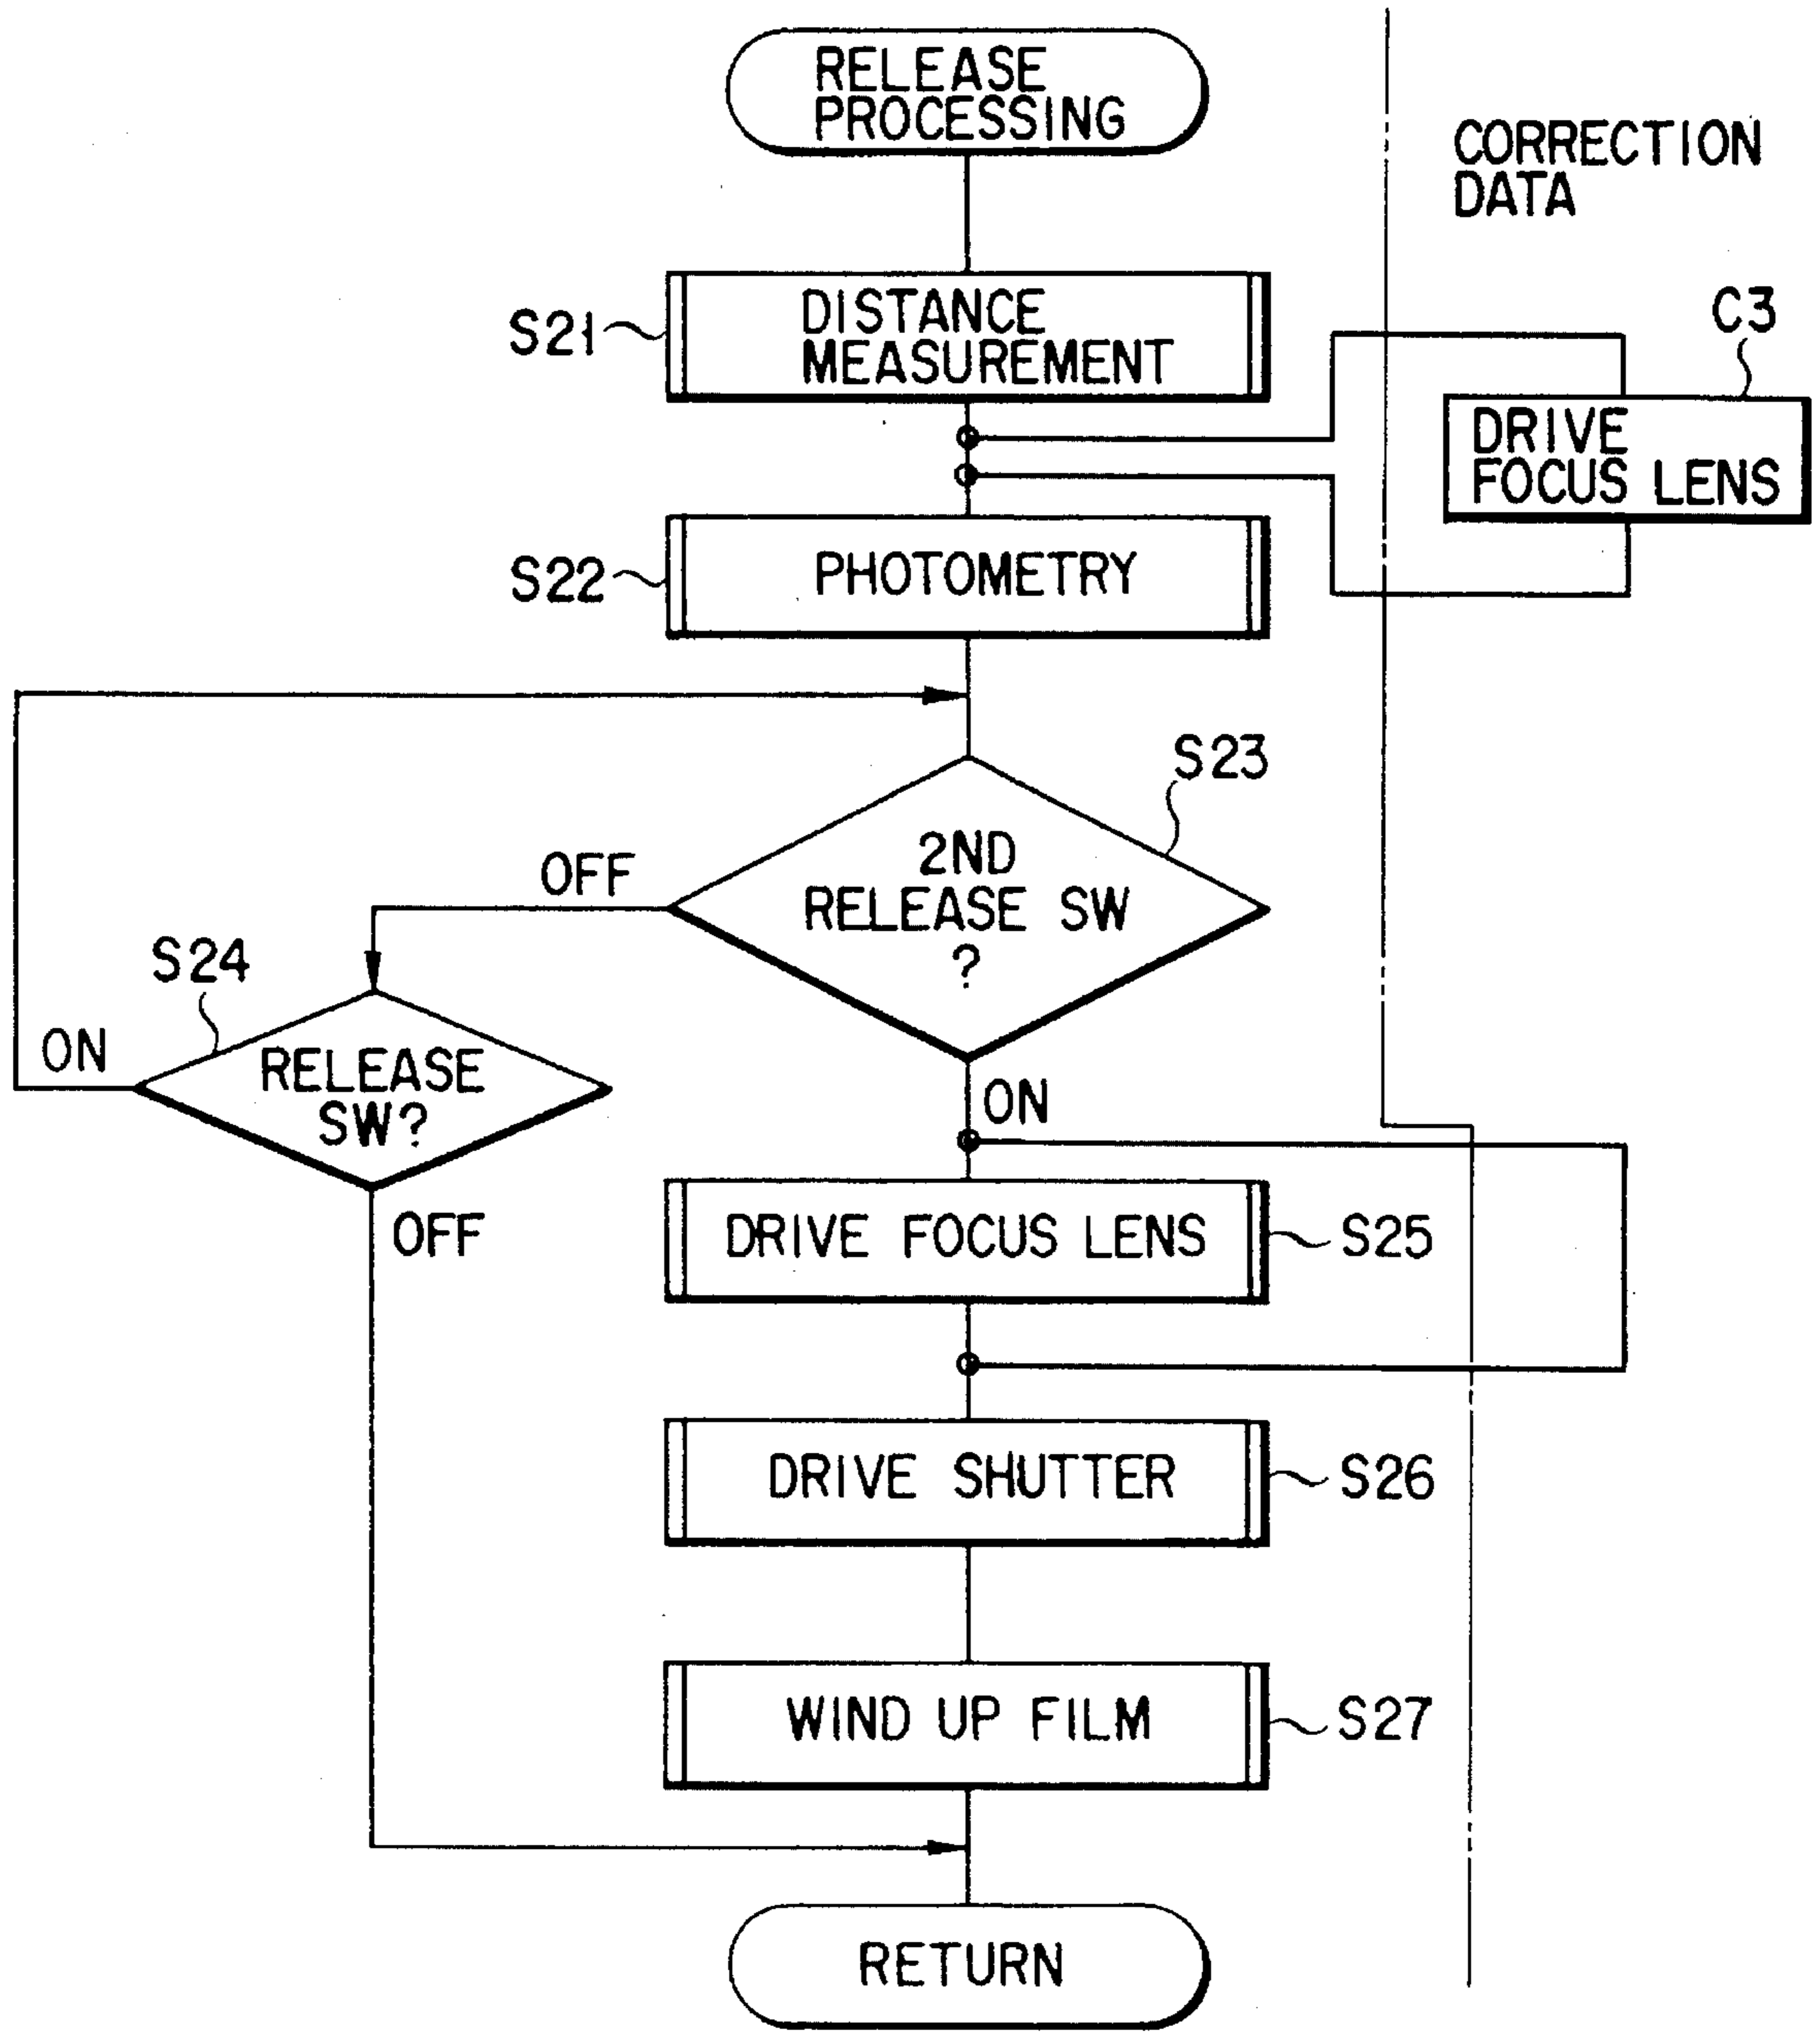 RELEASE
PROCESSING
CORRECTION
DATA
S21
DISTANCE
MEASUREMENT
C3
DRIVE
FOCUS LENS
S22
PHOTOMETRY
S23
2ND
RELEASE SW
?
OFF
S24
ON
RELEASE
SW?
ON
OFF
DRIVE FOCUS LENS
S25
DRIVE SHUTTER
S26
WIND UP FILM
S27
RETURN